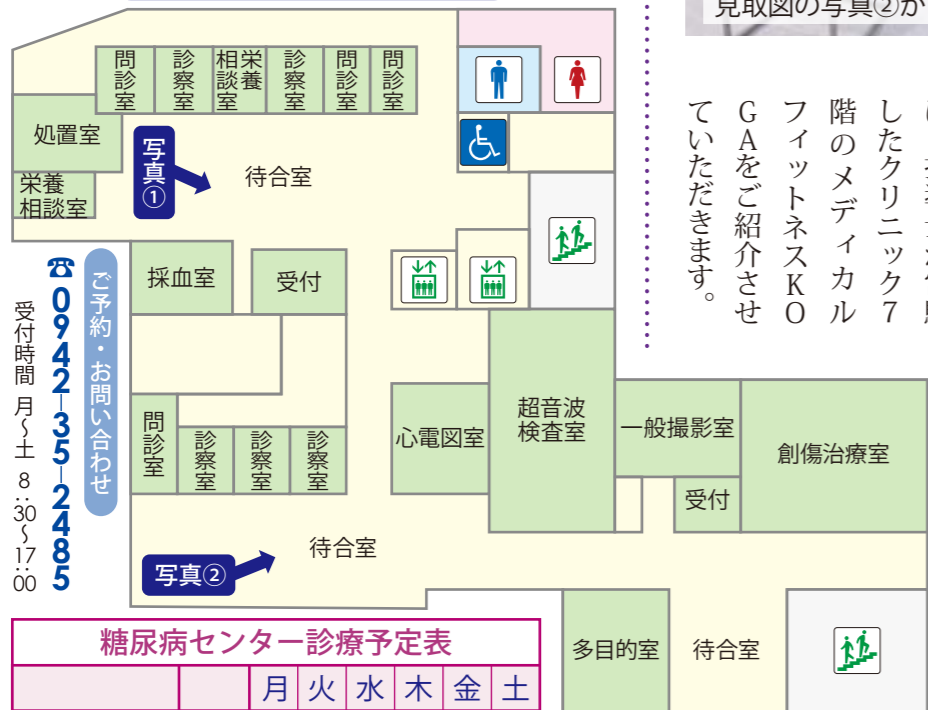 見取図の写真②が
したクリニック7
階のメディカル
フィットネスKO
GAをご紹介させ
ていただきます。
問診室
診察室
栄養相談室
診察室
問診室
問診室
処置室
写真①
待合室
栄養
相談室
採血室
受付
ご予約・お問い合わせ
☎0942-35-2485
受付時間 月～土 8:30～17:00
問診室
診察室
診察室
診察室
心電図室
超音波
検査室
一般撮影室
創傷治療室
受付
待合室
写真②
多目的室
待合室
糖尿病センター診療予定表
月 火 水 木 金 土